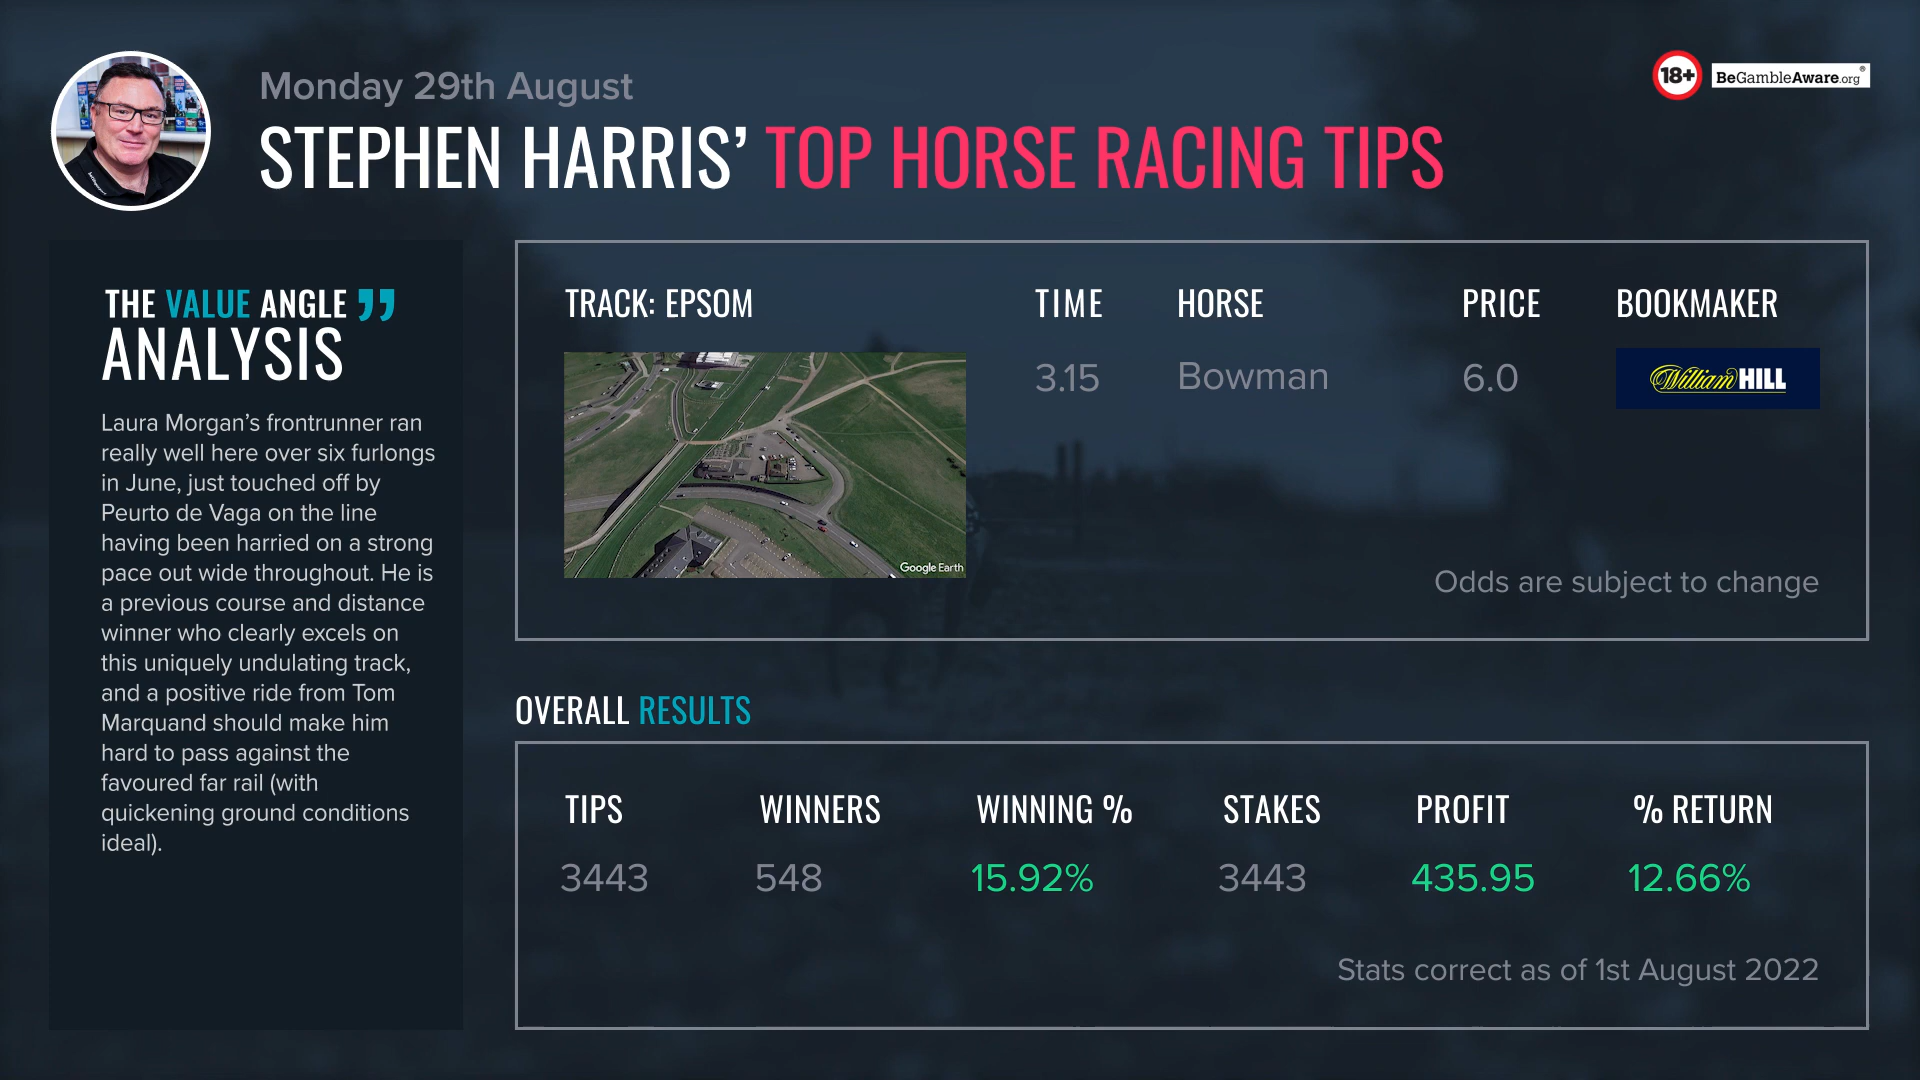 Monday 29th August
STEPHEN HARRIS’ TOP HORSE RACING TIPS
18+
BeGambleAware.org®
THE VALUE ANGLE ”
ANALYSIS
Laura Morgan’s frontrunner ran
really well here over six furlongs
in June, just touched off by
Peurto de Vaga on the line
having been harried on a strong
pace out wide throughout. He is
a previous course and distance
winner who clearly excels on
this uniquely undulating track,
and a positive ride from Tom
Marquand should make him
hard to pass against the
favoured far rail (with
quickening ground conditions
ideal).
TRACK: EPSOM TIME HORSE PRICE BOOKMAKER
3.15 Bowman 6.0 William HILL
Google Earth
Odds are subject to change
OVERALL RESULTS
TIPS WINNERS WINNING % STAKES PROFIT % RETURN
3443 548 15.92% 3443 435.95 12.66%
Stats correct as of 1st August 2022